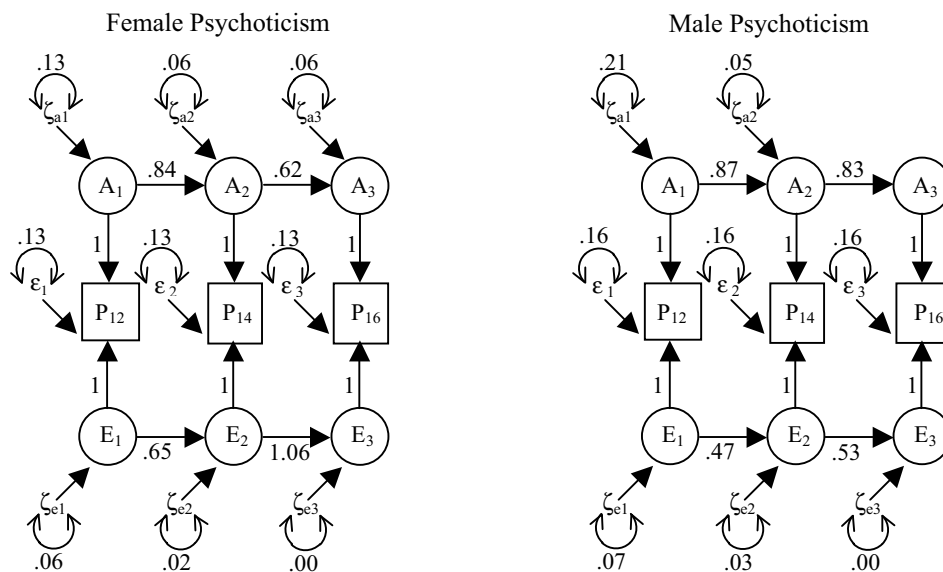 Female Psychoticism Male Psychoticism
.13 .06 .06 .21 .05
ζa1 ζa2 ζa3 ζa1 ζa2
A1 .84 A2 .62 A3 A1 .87 A2 .83 A3
.13 1 .13 1 .13 1 .16 1 .16 1 .16 1
ε1 ε2 ε3 ε1 ε2 ε3
P12 P14 P16 P12 P14 P16
1 1 1 1 1 1
E1 E2 E3 E1 E2 E3
.65 1.06 .47 .53
ζe1 ζe2 ζe3 ζe1 ζe2 ζe3
.06 .02 .00 .07 .03 .00